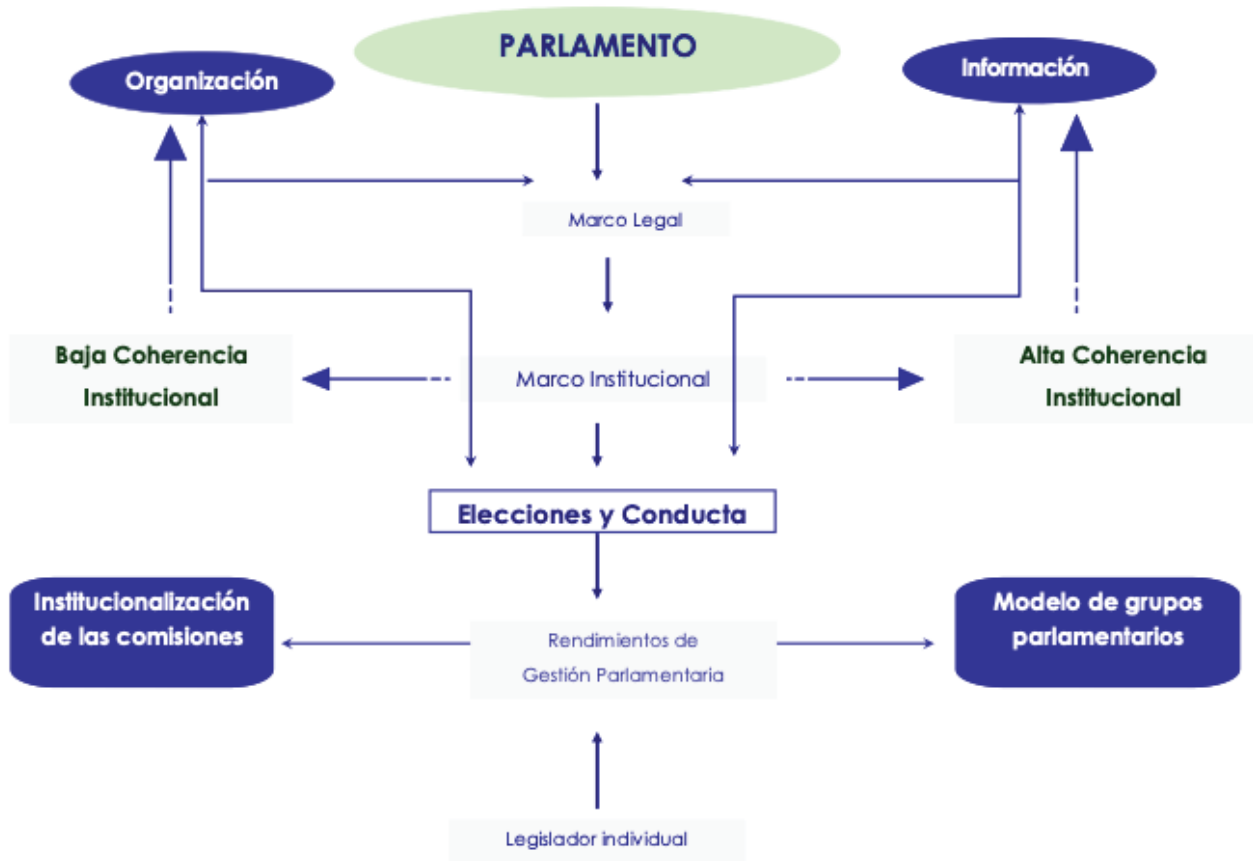 PARLAMENTO
Organización
Información
Marco Legal
Baja Coherencia
Institucional
Marco Institucional
Alta Coherencia
Institucional
Elecciones y Conducta
Institucionalización
de las comisiones
Rendimientos de
Gestión Parlamentaria
Modelo de grupos
parlamentarios
Legislador individual